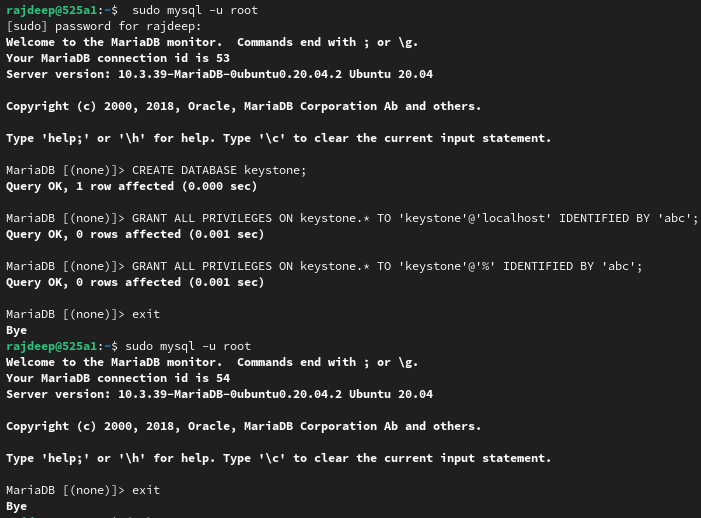 rajdeep@525a1:~$  sudo mysql -u root
[sudo] password for rajdeep:
Welcome to the MariaDB monitor.  Commands end with ; or \g.
Your MariaDB connection id is 53
Server version: 10.3.39-MariaDB-0ubuntu0.20.04.2 Ubuntu 20.04
Copyright (c) 2000, 2018, Oracle, MariaDB Corporation Ab and others.
Type 'help;' or '\h' for help. Type '\c' to clear the current input statement.
MariaDB [(none)]> CREATE DATABASE keystone;
Query OK, 1 row affected (0.000 sec)
MariaDB [(none)]> GRANT ALL PRIVILEGES ON keystone.* TO 'keystone'@'localhost' IDENTIFIED BY 'abc';
Query OK, 0 rows affected (0.001 sec)
MariaDB [(none)]> GRANT ALL PRIVILEGES ON keystone.* TO 'keystone'@'%' IDENTIFIED BY 'abc';
Query OK, 0 rows affected (0.001 sec)
MariaDB [(none)]> exit
Bye
rajdeep@525a1:~$ sudo mysql -u root
Welcome to the MariaDB monitor.  Commands end with ; or \g.
Your MariaDB connection id is 54
Server version: 10.3.39-MariaDB-0ubuntu0.20.04.2 Ubuntu 20.04
Copyright (c) 2000, 2018, Oracle, MariaDB Corporation Ab and others.
Type 'help;' or '\h' for help. Type '\c' to clear the current input statement.
MariaDB [(none)]> exit
Bye